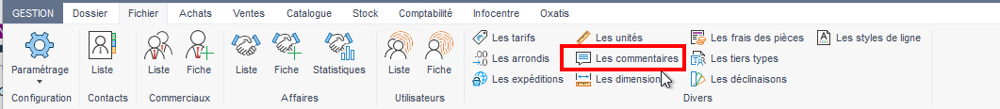 GESTION Dossier Fichier Achats Ventes Catalogue Stock Comptabilité Infocentre Oxatis
Les tarifs Les unités Les frais des pièces Les styles de ligne
Les arrondis Les commentaires Les tiers types
Les expéditions Les dimension Les déclinaisons
Paramétrage Liste Liste Fiche Liste Fiche Statistiques Liste Fiche
Configuration Contacts Commerciaux Affaires Utilisateurs Divers